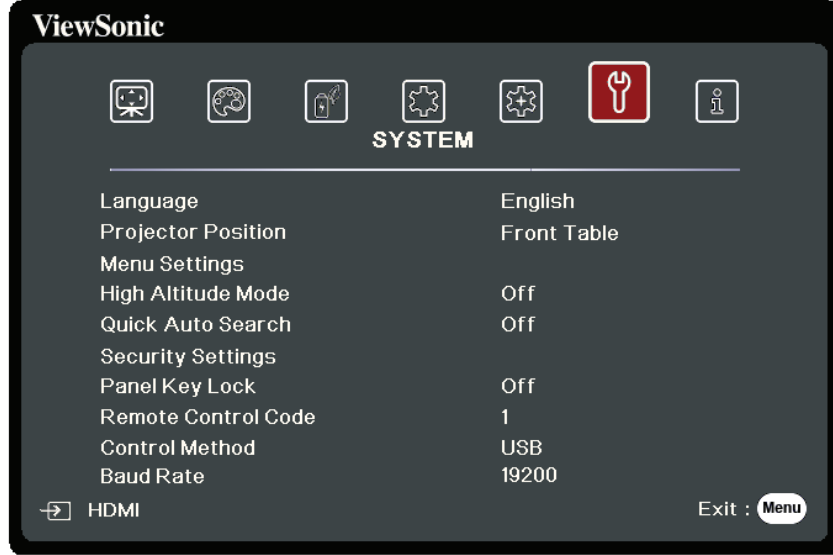 ViewSonic
SYSTEM
Language English
Projector Position Front Table
Menu Settings
High Altitude Mode Off
Quick Auto Search Off
Security Settings
Panel Key Lock Off
Remote Control Code 1
Control Method USB
Baud Rate 19200
HDMI Exit : Menu